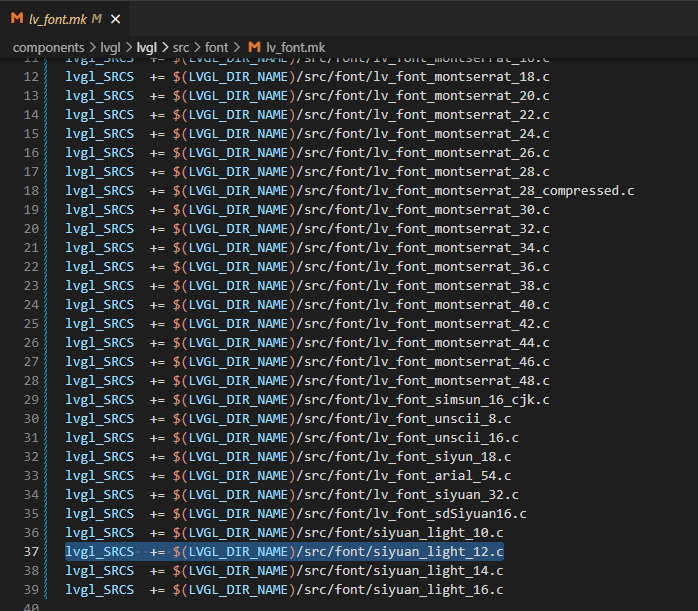 M lv_font.mk M ×
components > lvgl > lvgl > src > font > M lv_font.mk
11 lvgl_SRCS += $(LVGL_DIR_NAME)/src/font/lv_font_montserrat_16.c
12 lvgl_SRCS += $(LVGL_DIR_NAME)/src/font/lv_font_montserrat_18.c
13 lvgl_SRCS += $(LVGL_DIR_NAME)/src/font/lv_font_montserrat_20.c
14 lvgl_SRCS += $(LVGL_DIR_NAME)/src/font/lv_font_montserrat_22.c
15 lvgl_SRCS += $(LVGL_DIR_NAME)/src/font/lv_font_montserrat_24.c
16 lvgl_SRCS += $(LVGL_DIR_NAME)/src/font/lv_font_montserrat_26.c
17 lvgl_SRCS += $(LVGL_DIR_NAME)/src/font/lv_font_montserrat_28.c
18 lvgl_SRCS += $(LVGL_DIR_NAME)/src/font/lv_font_montserrat_28_compressed.c
19 lvgl_SRCS += $(LVGL_DIR_NAME)/src/font/lv_font_montserrat_30.c
20 lvgl_SRCS += $(LVGL_DIR_NAME)/src/font/lv_font_montserrat_32.c
21 lvgl_SRCS += $(LVGL_DIR_NAME)/src/font/lv_font_montserrat_34.c
22 lvgl_SRCS += $(LVGL_DIR_NAME)/src/font/lv_font_montserrat_36.c
23 lvgl_SRCS += $(LVGL_DIR_NAME)/src/font/lv_font_montserrat_38.c
24 lvgl_SRCS += $(LVGL_DIR_NAME)/src/font/lv_font_montserrat_40.c
25 lvgl_SRCS += $(LVGL_DIR_NAME)/src/font/lv_font_montserrat_42.c
26 lvgl_SRCS += $(LVGL_DIR_NAME)/src/font/lv_font_montserrat_44.c
27 lvgl_SRCS += $(LVGL_DIR_NAME)/src/font/lv_font_montserrat_46.c
28 lvgl_SRCS += $(LVGL_DIR_NAME)/src/font/lv_font_montserrat_48.c
29 lvgl_SRCS += $(LVGL_DIR_NAME)/src/font/lv_font_simsun_16_cjk.c
30 lvgl_SRCS += $(LVGL_DIR_NAME)/src/font/lv_font_unscii_8.c
31 lvgl_SRCS += $(LVGL_DIR_NAME)/src/font/lv_font_unscii_16.c
32 lvgl_SRCS += $(LVGL_DIR_NAME)/src/font/lv_font_siyun_18.c
33 lvgl_SRCS += $(LVGL_DIR_NAME)/src/font/lv_font_arial_54.c
34 lvgl_SRCS += $(LVGL_DIR_NAME)/src/font/lv_font_siyuan_32.c
35 lvgl_SRCS += $(LVGL_DIR_NAME)/src/font/lv_font_sdSiyuan16.c
36 lvgl_SRCS += $(LVGL_DIR_NAME)/src/font/siyuan_light_10.c
37 lvgl_SRCS += $(LVGL_DIR_NAME)/src/font/siyuan_light_12.c
38 lvgl_SRCS += $(LVGL_DIR_NAME)/src/font/siyuan_light_14.c
39 lvgl_SRCS += $(LVGL_DIR_NAME)/src/font/siyuan_light_16.c
40